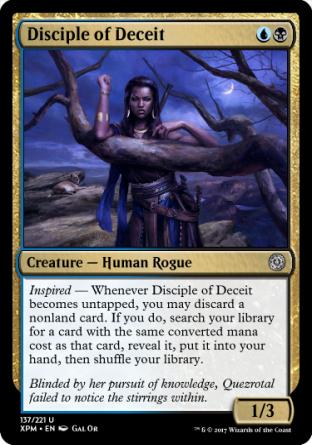 Disciple of Deceit
Creature — Human Rogue
Inspired — Whenever Disciple of Deceit
becomes untapped, you may discard a
nonland card. If you do, search your library
for a card with the same converted mana
cost as that card, reveal it, put it into your
hand, then shuffle your library.
Blinded by her pursuit of knowledge, Quezrotal
failed to notice the stirrings within.
1/3
137/221 U
XPM • EN Gal Or
™ & © 2017 Wizards of the Coast